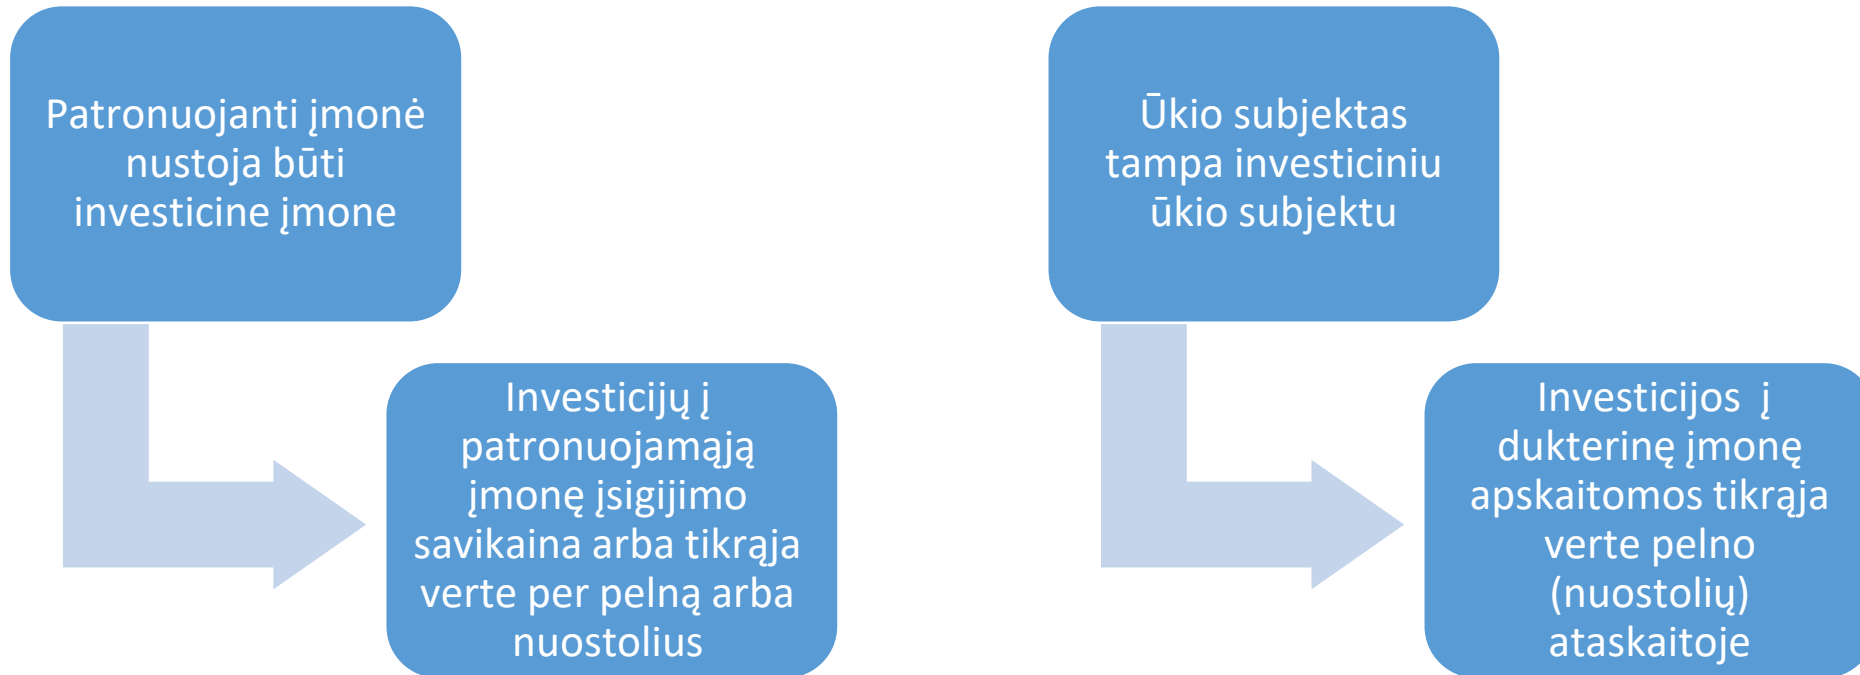 Patronuojanti įmonė
nustoja būti
investicine įmone
Investicijų į
patronuojamąją
įmonę įsigijimo
savikaina arba tikrąja
verte per pelną arba
nuostolius
Ūkio subjektas
tampa investiciniu
ūkio subjektu
Investicijos į
dukterinę įmonę
apskaitomos tikrąja
verte pelno
(nuostolių)
ataskaitoje